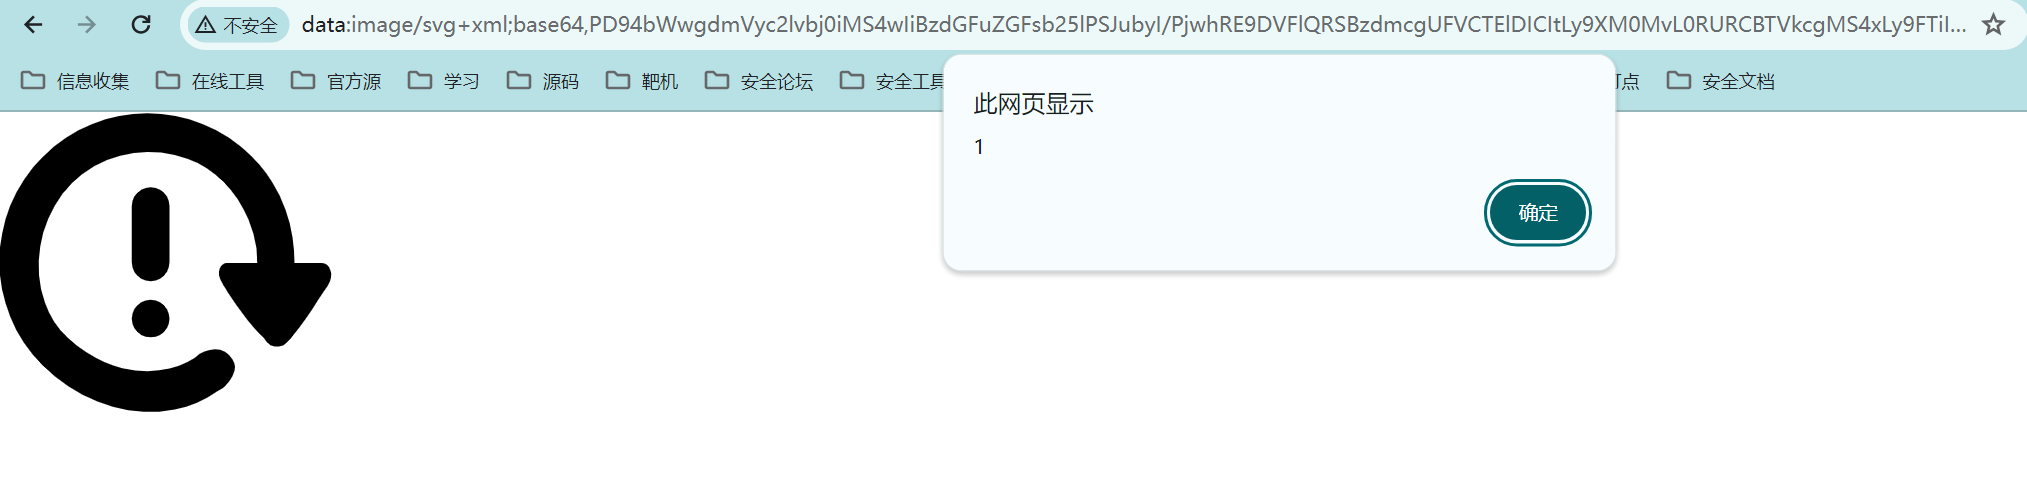 不安全 data:image/svg+xml;base64,PD94bWwgdmVyc2lvbj0iMS4wIiBzdGFuZGFsb25lPSJubyI/PjwhRE9DVFlQRSBzdmcgUFVCTElDICItLy9XM0MvL0RURCBTVkcgMS4xLy9FTiI...
信息收集 在线工具 官方源 学习 源码 靶机 安全论坛 安全工具 点 安全文档
此网页显示
1
确定